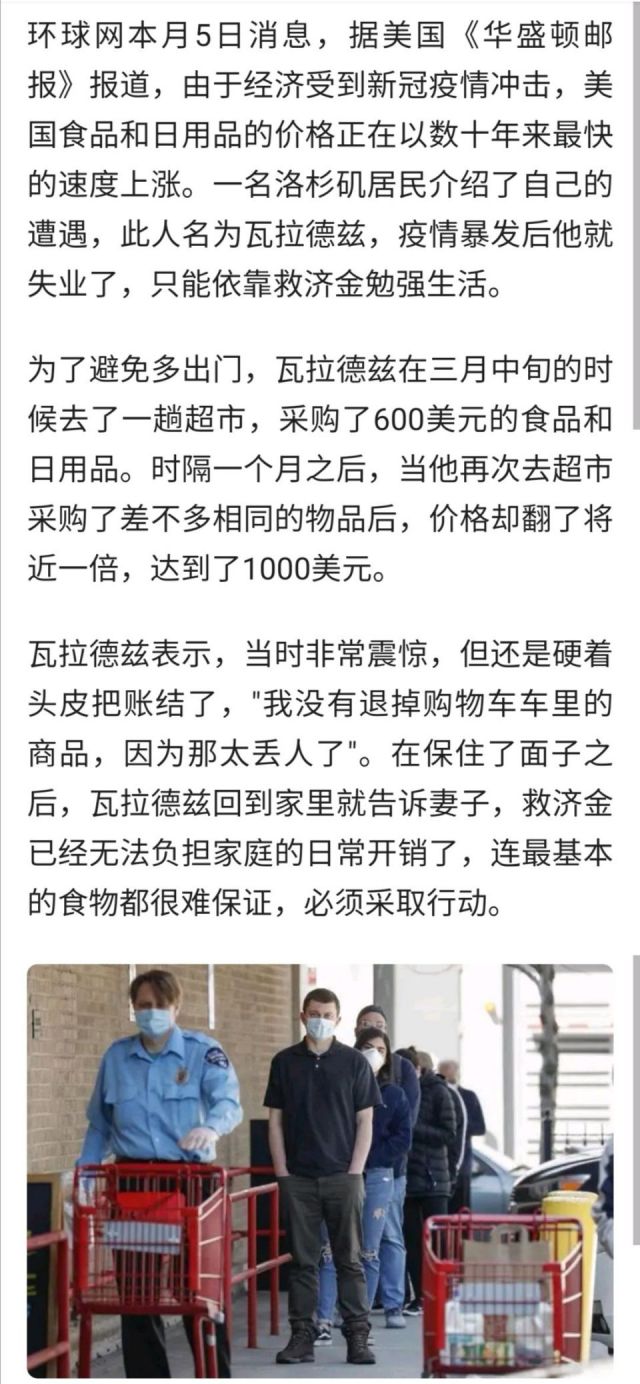 环球网本月5日消息，据美国《华盛顿邮
报》报道，由于经济受到新冠疫情冲击，美
国食品和日用品的价格正在以数十年来最快
的速度上涨。一名洛杉矶居民介绍了自己的
遭遇，此人名为瓦拉德兹，疫情暴发后他就
失业了，只能依靠救济金勉强生活。
为了避免多出门，瓦拉德兹在三月中旬的时
候去了一趟超市，采购了600美元的食品和
日用品。时隔一个月之后，当他再次去超市
采购了差不多相同的物品后，价格却翻了将
近一倍，达到了1000美元。
瓦拉德兹表示，当时非常震惊，但还是硬着
头皮把账结了，"我没有退掉购物车车里的
商品，因为那太丢人了"。在保住了面子之
后，瓦拉德兹回到家里就告诉妻子，救济金
已经无法负担家庭的日常开销了，连最基本
的食物都很难保证，必须采取行动。